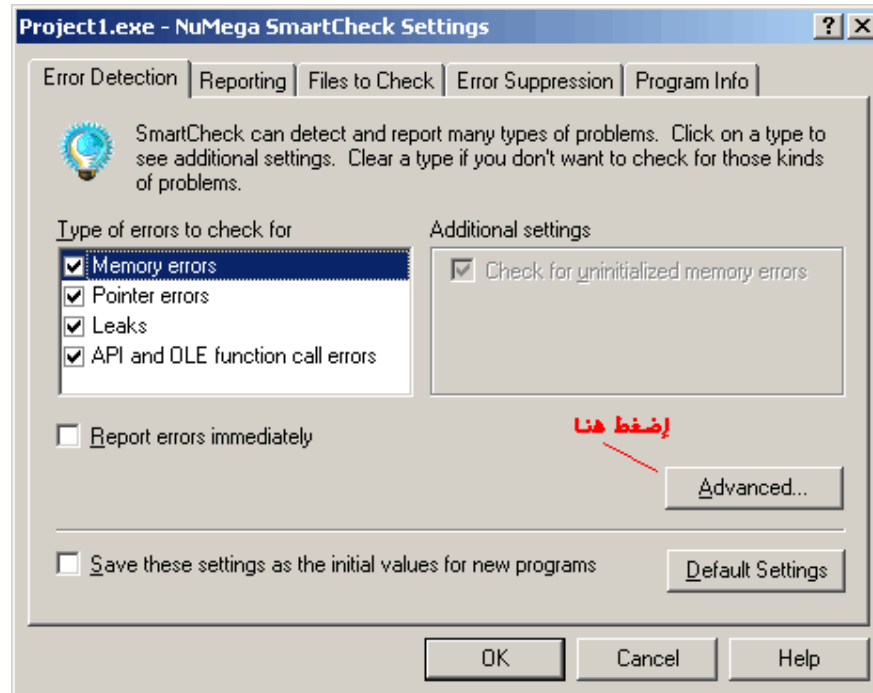 Project1.exe - NuMega SmartCheck Settings
Error Detection
Reporting
Files to Check
Error Suppression
Program Info
SmartCheck can detect and report many types of problems. Click on a type to
see additional settings. Clear a type if you don't want to check for those kinds
of problems.
Type of errors to check for
Additional settings
Memory errors
Check for uninitialized memory errors
Pointer errors
Leaks
API and OLE function call errors
إضغط هنا
Report errors immediately
Advanced...
Save these settings as the initial values for new programs
Default Settings
OK
Cancel
Help